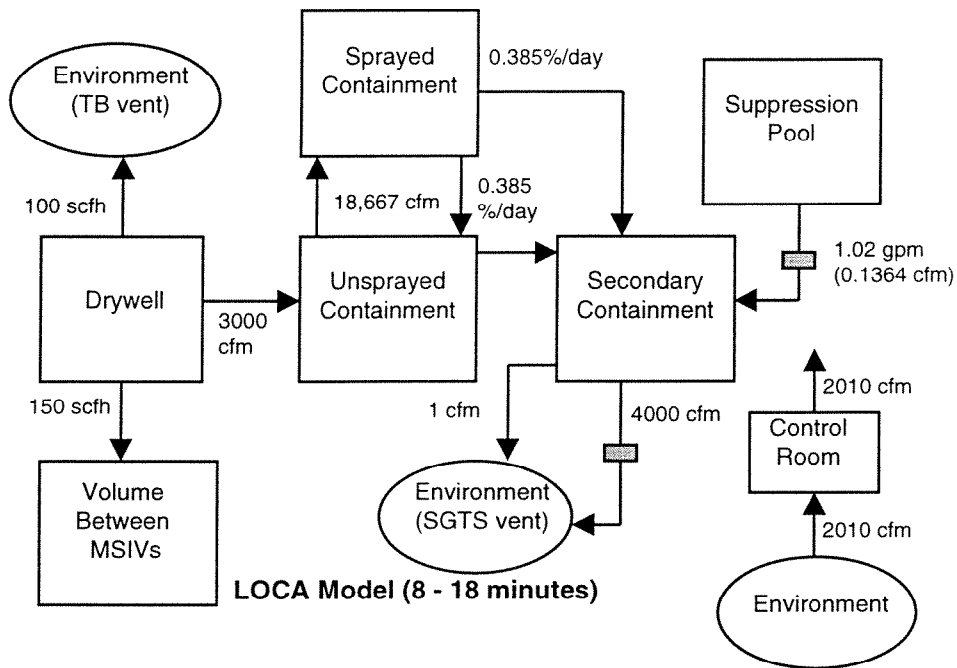 Environment
(TB vent)
Sprayed
Containment
0.385%/day
Suppression
Pool
100 scfh
18,667 cfm
0.385
%/day
1.02 gpm
(0.1364 cfm)
Drywell
3000
cfm
Unsprayed
Containment
Secondary
Containment
150 scfh
1 cfm
4000 cfm
2010 cfm
Control
Room
Volume
Between
MSIVs
Environment
(SGTS vent)
2010 cfm
LOCA Model (8 - 18 minutes)
Environment